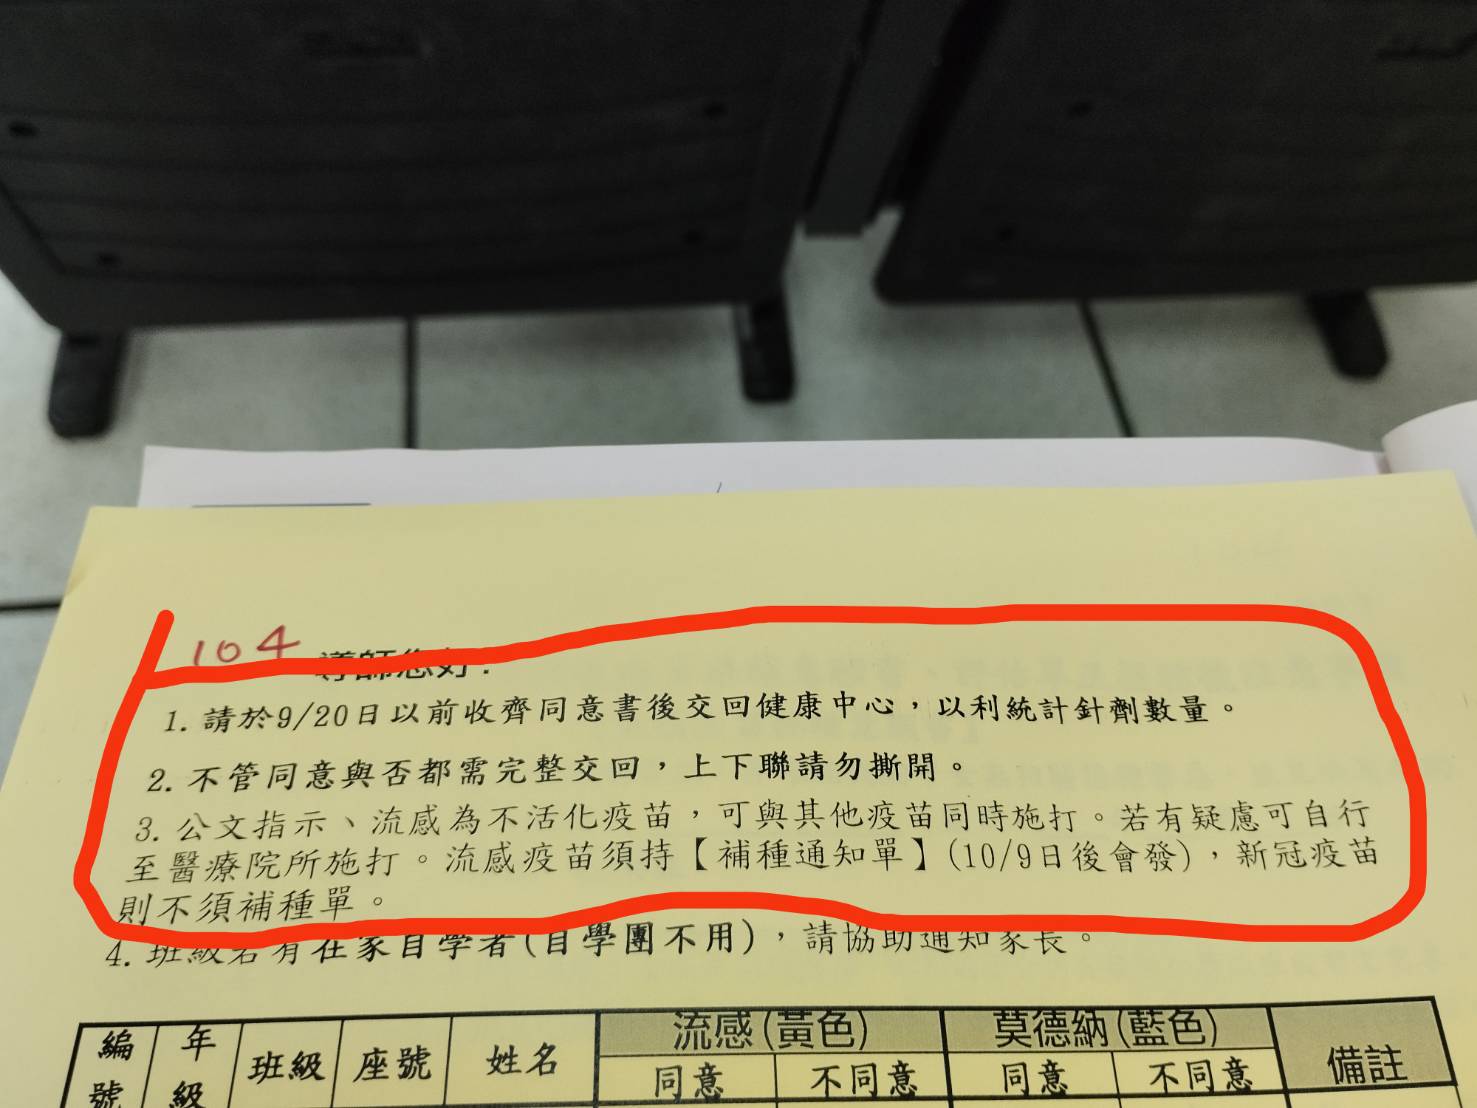 104 導師您好:
1. 請於9/20日以前收齊同意書後交回健康中心，以利統計針劑數量。
2. 不管同意與否都需完整交回，上下聯請勿撕開。
3. 公文指示、流感為不活化疫苗，可與其他疫苗同時施打。若有疑慮可自行
至醫療院所施打。流感疫苗須持【補種通知單】(10/9日後會發)，新冠疫苗
則不須補種單。
4. 班級若有在家自學者(自學團不用)，請協助通知家長。
編號 年級 班級 座號 姓名 流感(黃色) 莫德納(藍色) 備註
同意 不同意 同意 不同意